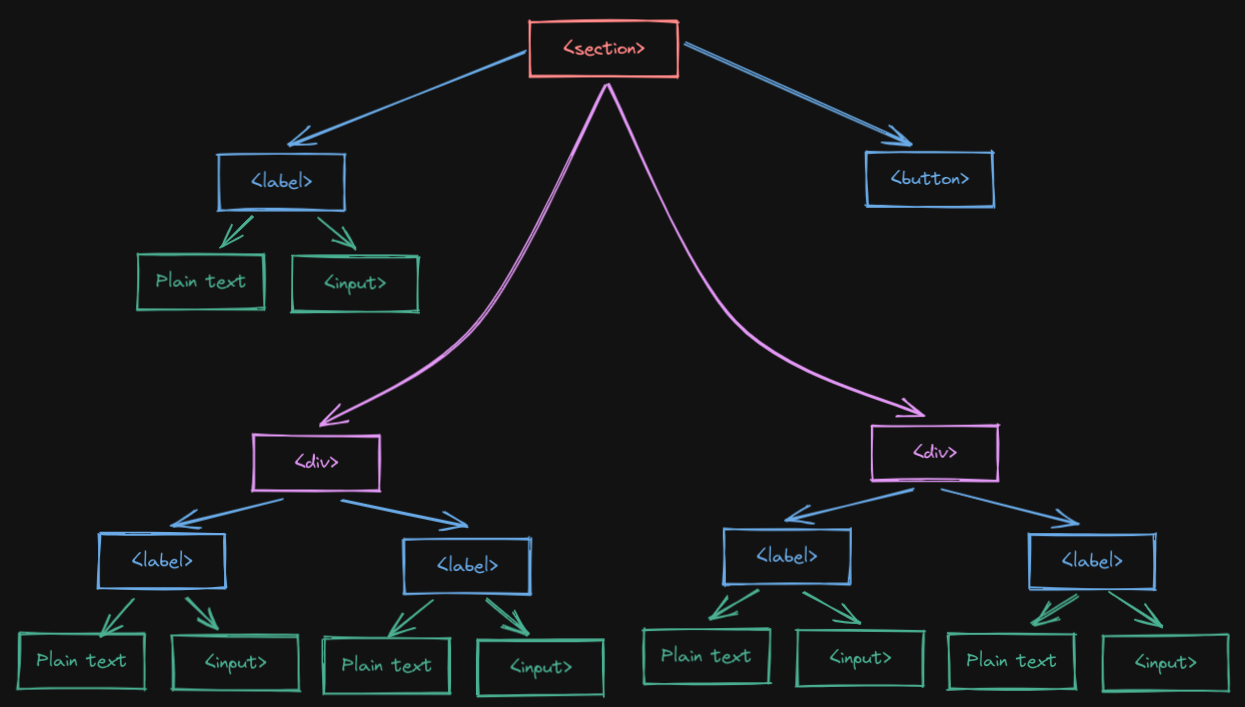 <section>
<label>
<button>
Plain text
<input>
<div>
<div>
<label>
<label>
<label>
<label>
Plain text
<input>
Plain text
<input>
Plain text
<input>
Plain text
<input>